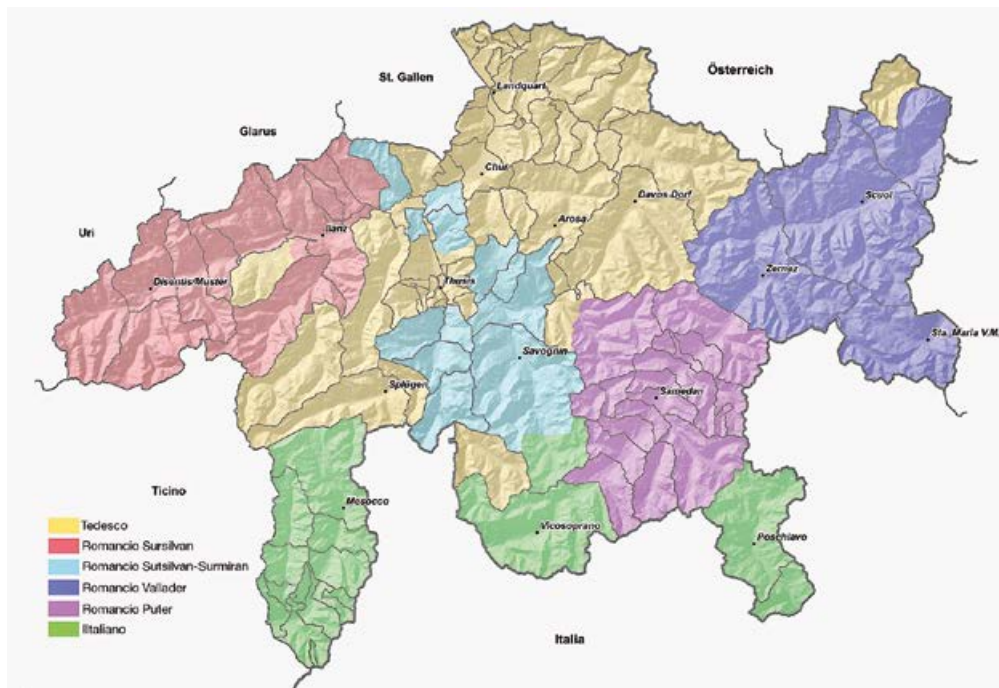 Österreich
St. Gallen
Landquart
Glarus
Chur
Davos-Dorf
Scuol
Arosa
Ilanz
Uri
Zernez
Disentis/Muster
Thusis
Sta. Maria V.M.
Savognin
Splügen
Samedan
Ticino
Mesocco
Vicosoprano
Poschiavo
Tedesco
Romancio Sursilvan
Romancio Sutsilvan-Surmiran
Romancio Vallader
Romancio Puter
IItaliano
Italia